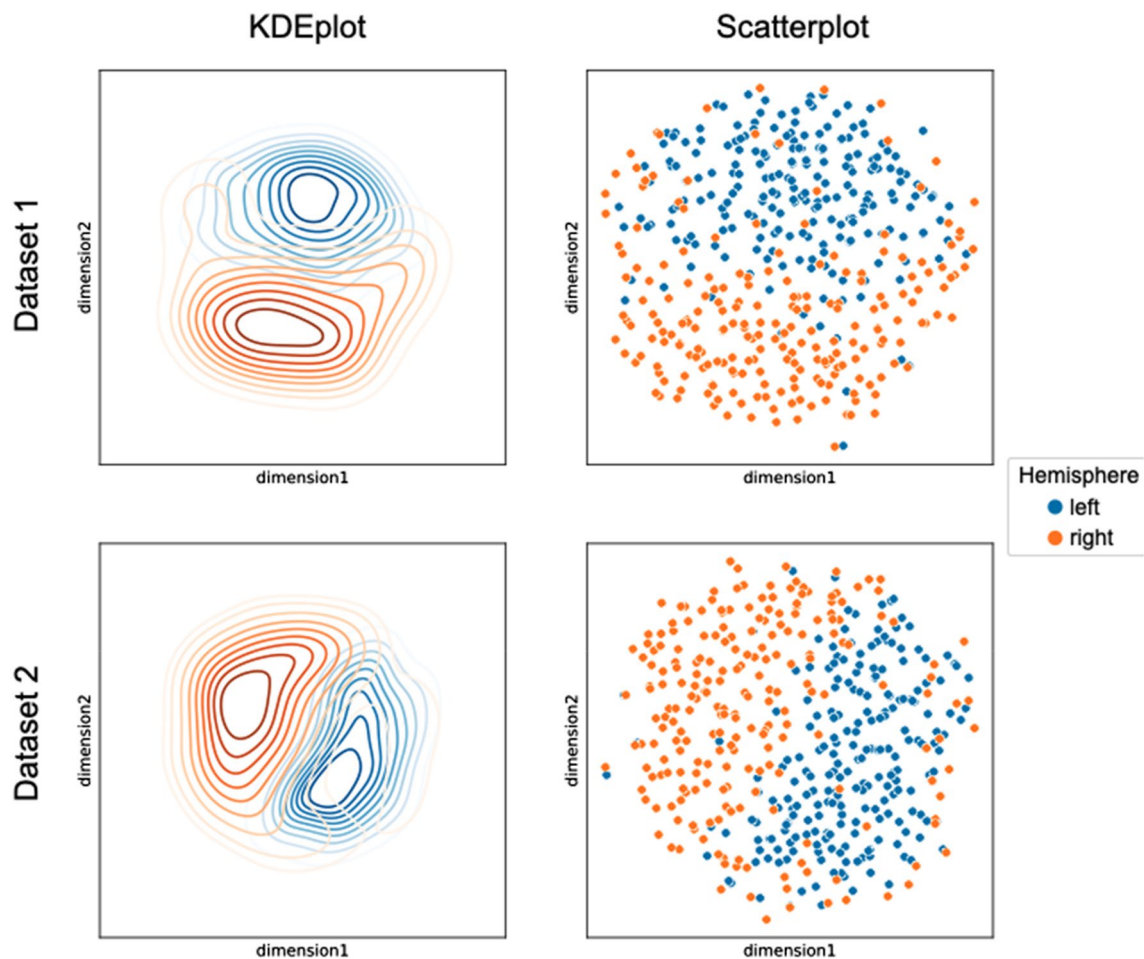 KDEplot
Scatterplot
Dataset 1
dimension2
dimension1
dimension2
dimension1
Hemisphere
left
right
Dataset 2
dimension2
dimension1
dimension2
dimension1